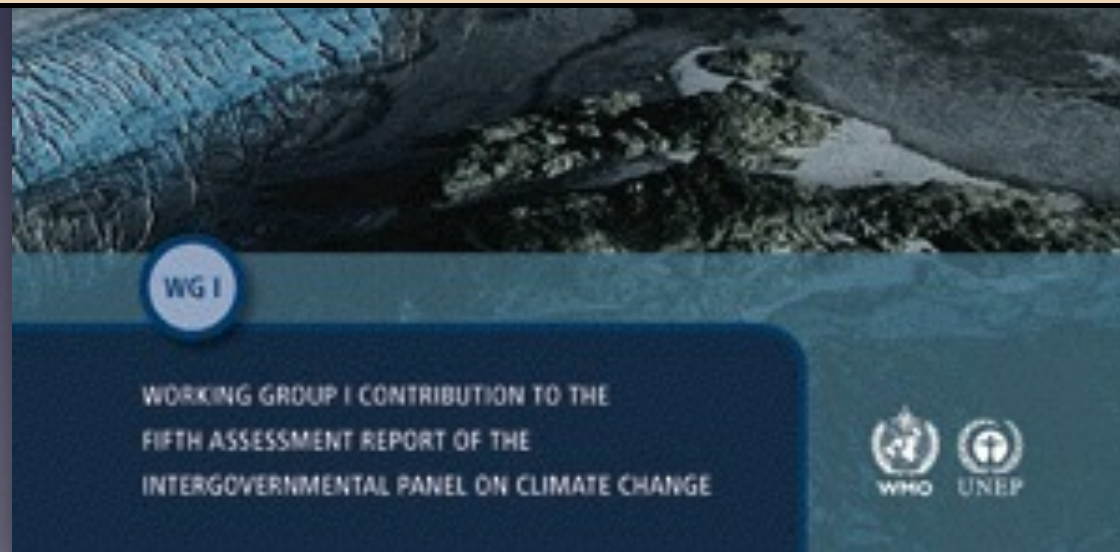 WG I
WORKING GROUP I CONTRIBUTION TO THE
FIFTH ASSESSMENT REPORT OF THE
INTERGOVERNMENTAL PANEL ON CLIMATE CHANGE
WMO UNEP